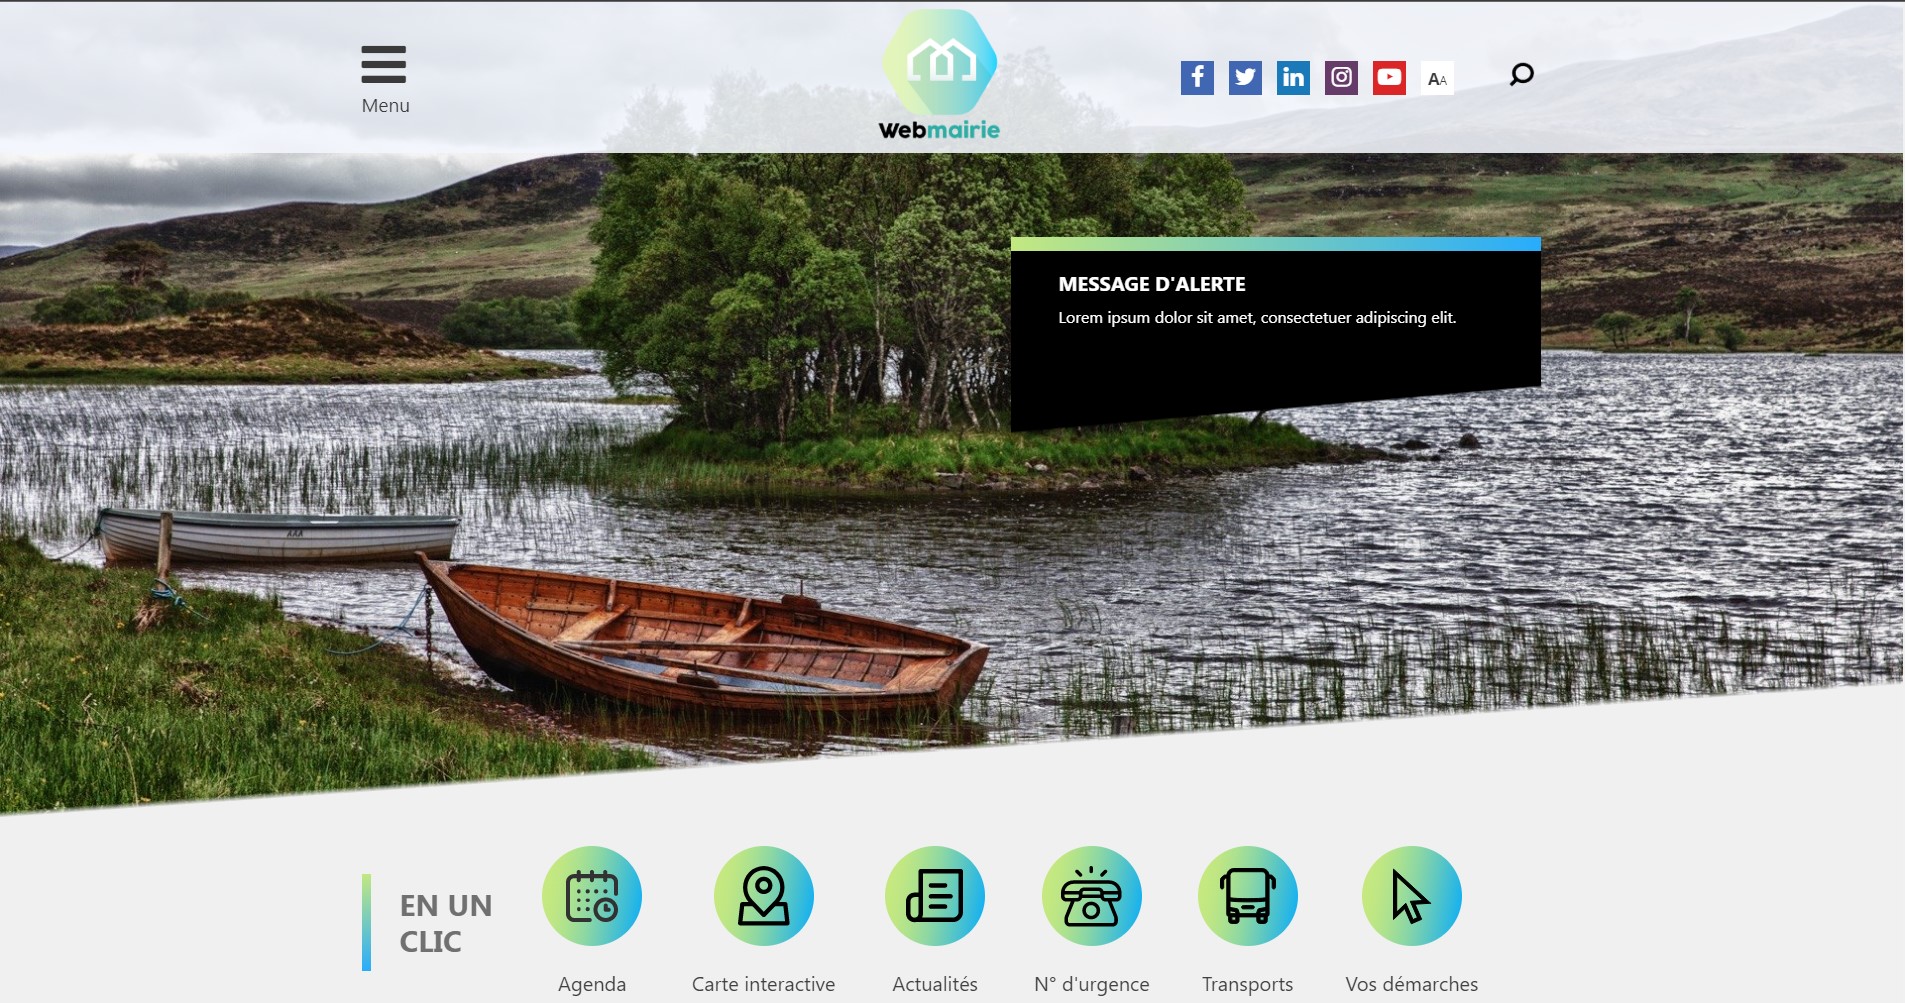 Menu
webmairie
AA
MESSAGE D'ALERTE
Lorem ipsum dolor sit amet, consectetuer adipiscing elit.
EN UN
CLIC
Agenda
Carte interactive
Actualités
N° d'urgence
Transports
Vos démarches